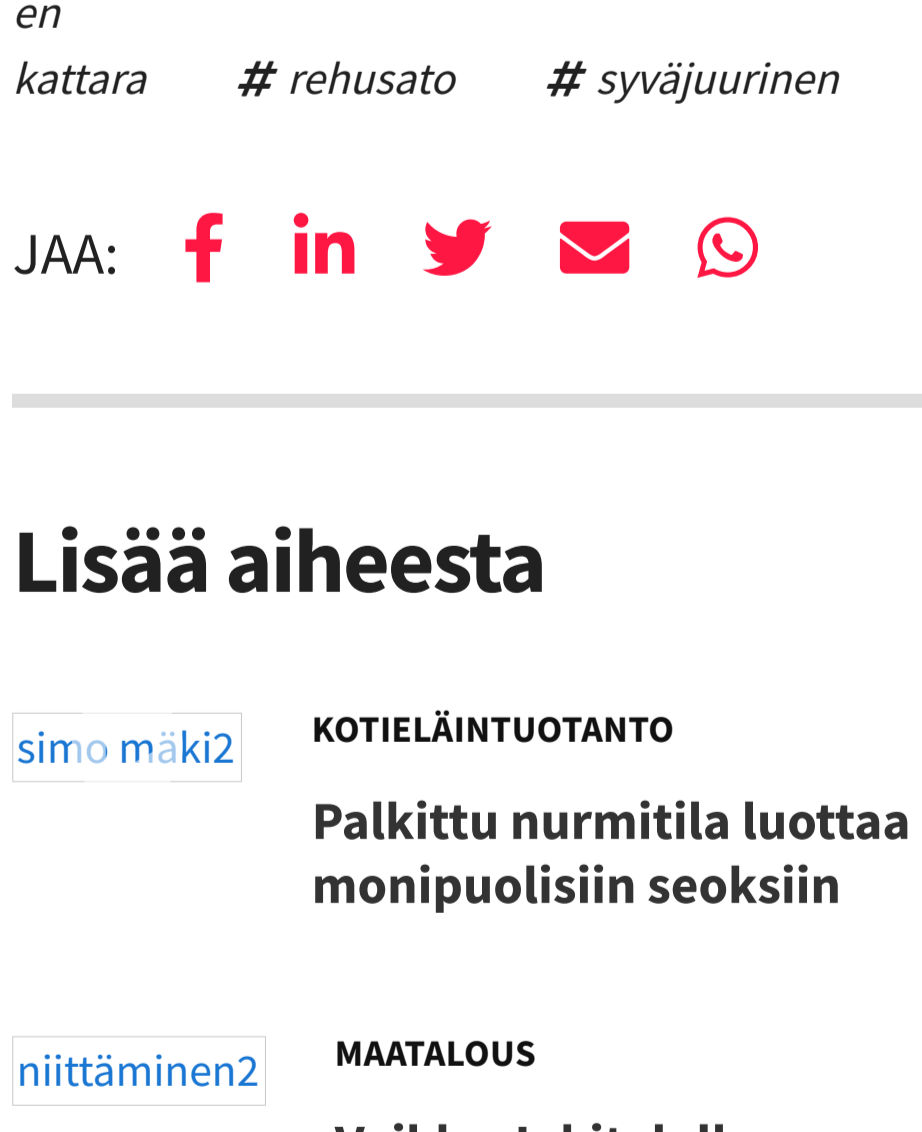 en
kattara # rehusato # syväjuurinen
JAA:
Lisää aiheesta
simo mäki2
KOTIELÄINTUOTANTO
Palkittu nurmitila luottaa
monipuolisiin seoksiin
niittäminen2
MAATALOUS